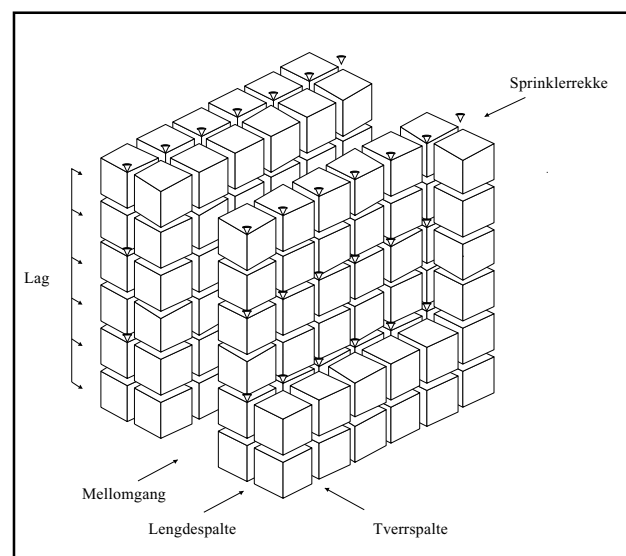 Sprinklerrekke
Lag
Mellomgang
Lengdespalte
Tverrspalte